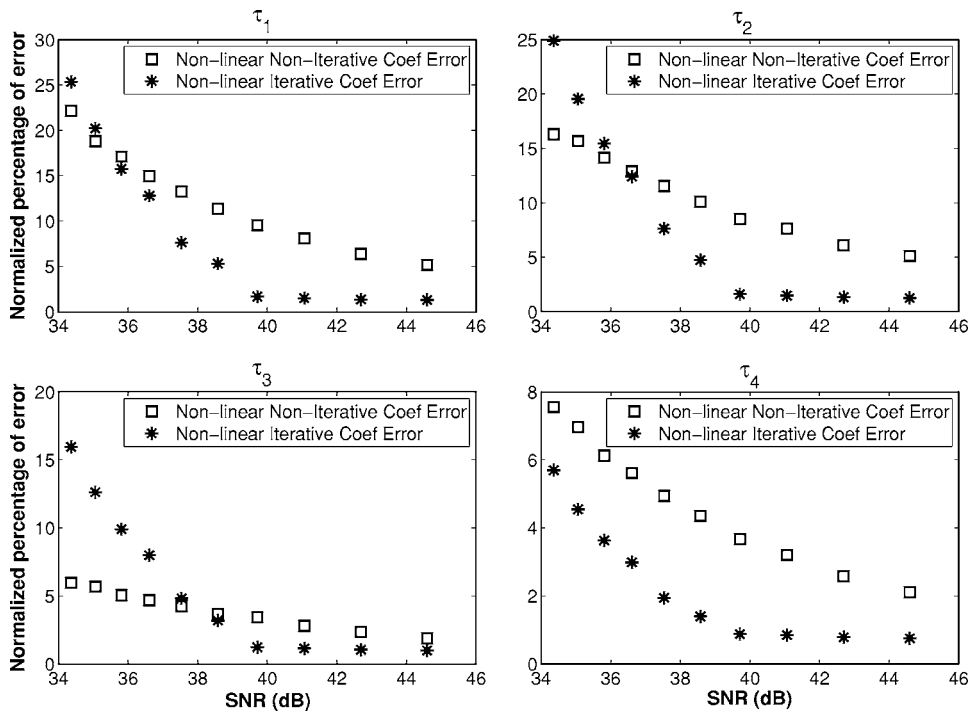 τ1
τ2
Normalized percentage of error
30
25
20
15
10
5
0
Non−linear Non−Iterative Coef Error
Non−linear Iterative Coef Error
34 36 38 40 42 44 46
25
20
15
10
5
0
Non−linear Non−Iterative Coef Error
Non−linear Iterative Coef Error
34 36 38 40 42 44 46
τ3
τ4
Normalized percentage of error
20
15
10
5
0
Non−linear Non−Iterative Coef Error
Non−linear Iterative Coef Error
34 36 38 40 42 44 46
SNR (dB)
8
6
4
2
0
Non−linear Non−Iterative Coef Error
Non−linear Iterative Coef Error
34 36 38 40 42 44 46
SNR (dB)